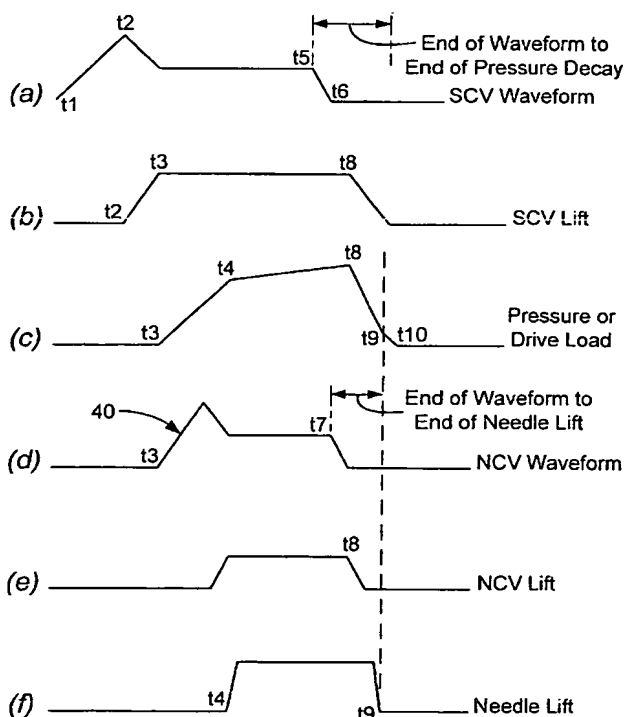 t2
End of Waveform to
End of Pressure Decay
t5
(a)
t1
t6
SCV Waveform
t3
t8
(b)
t2
SCV Lift
t8
t4
(c)
t3
t9
t10
Pressure or
Drive Load
40
End of Waveform to
End of Needle Lift
t7
(d)
t3
NCV Waveform
t8
(e)
NCV Lift
(f)
t4
t9
Needle Lift